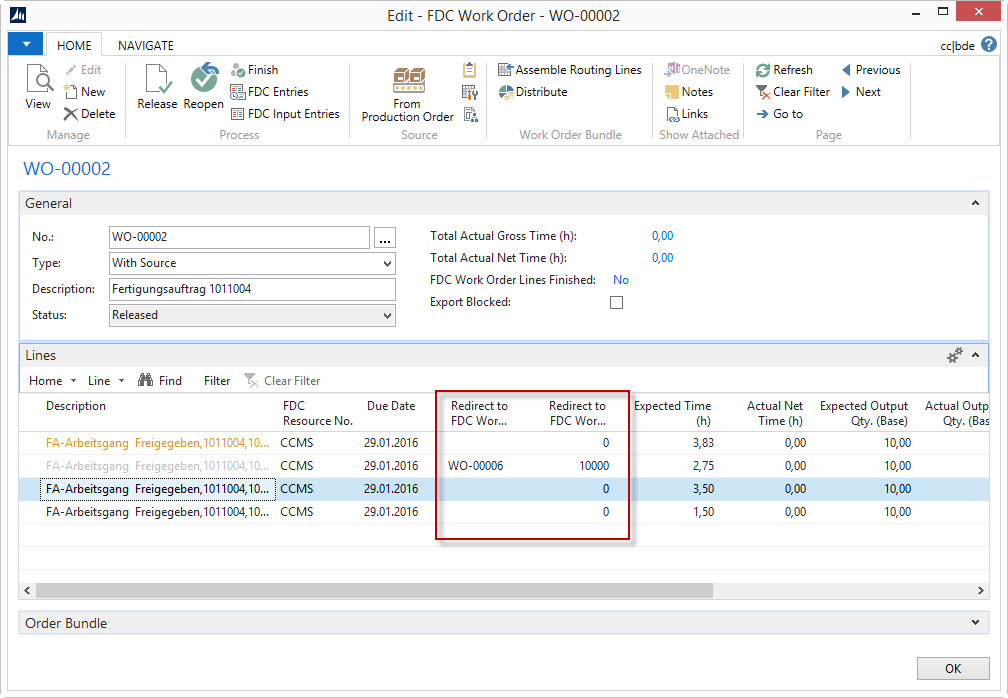 Edit - FDC Work Order - WO-00002
HOME NAVIGATE cc|bde
View
Edit
New
Delete
Manage
Release
Reopen
Finish
FDC Entries
FDC Input Entries
Process
From
Production Order
Source
Assemble Routing Lines
Distribute
Work Order Bundle
OneNote
Notes
Links
Show Attached
Refresh
Clear Filter
Go to
Previous
Next
Page
WO-00002
General
No.: WO-00002 ...
Type: With Source
Description: Fertigungsauftrag 1011004
Status: Released
Total Actual Gross Time (h): 0,00
Total Actual Net Time (h): 0,00
FDC Work Order Lines Finished: No
Export Blocked:
Lines
Home Line Find Filter Clear Filter
Description FDC Due Date Redirect to Redirect to Expected Time Actual Net Expected Output Actual Outp
Resource No. FDC Wor... FDC Wor... (h) Time (h) Qty. (Base) Qty. (Bas
FA-Arbeitsgang Freigegeben,1011004,10... CCMS 29.01.2016 0 3,83 0,00 10,00
FA-Arbeitsgang Freigegeben,1011004,10... CCMS 29.01.2016 WO-00006 10000 2,75 0,00 10,00
FA-Arbeitsgang Freigegeben,1011004,10... CCMS 29.01.2016 0 3,50 0,00 10,00
FA-Arbeitsgang Freigegeben,1011004,10... CCMS 29.01.2016 0 1,50 0,00 10,00
Order Bundle
OK